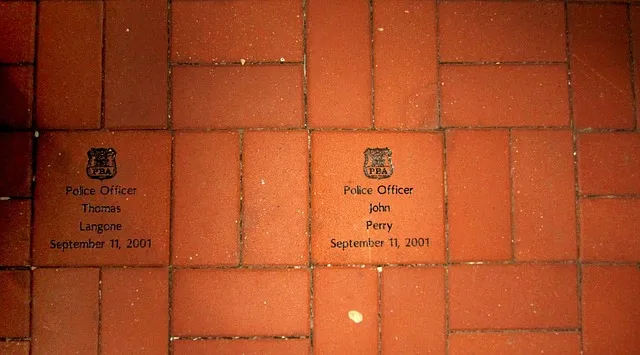 PBA
Police Officer
Thomas
Langone
September 11, 2001
PBA
Police Officer
John
Perry
September 11, 2001